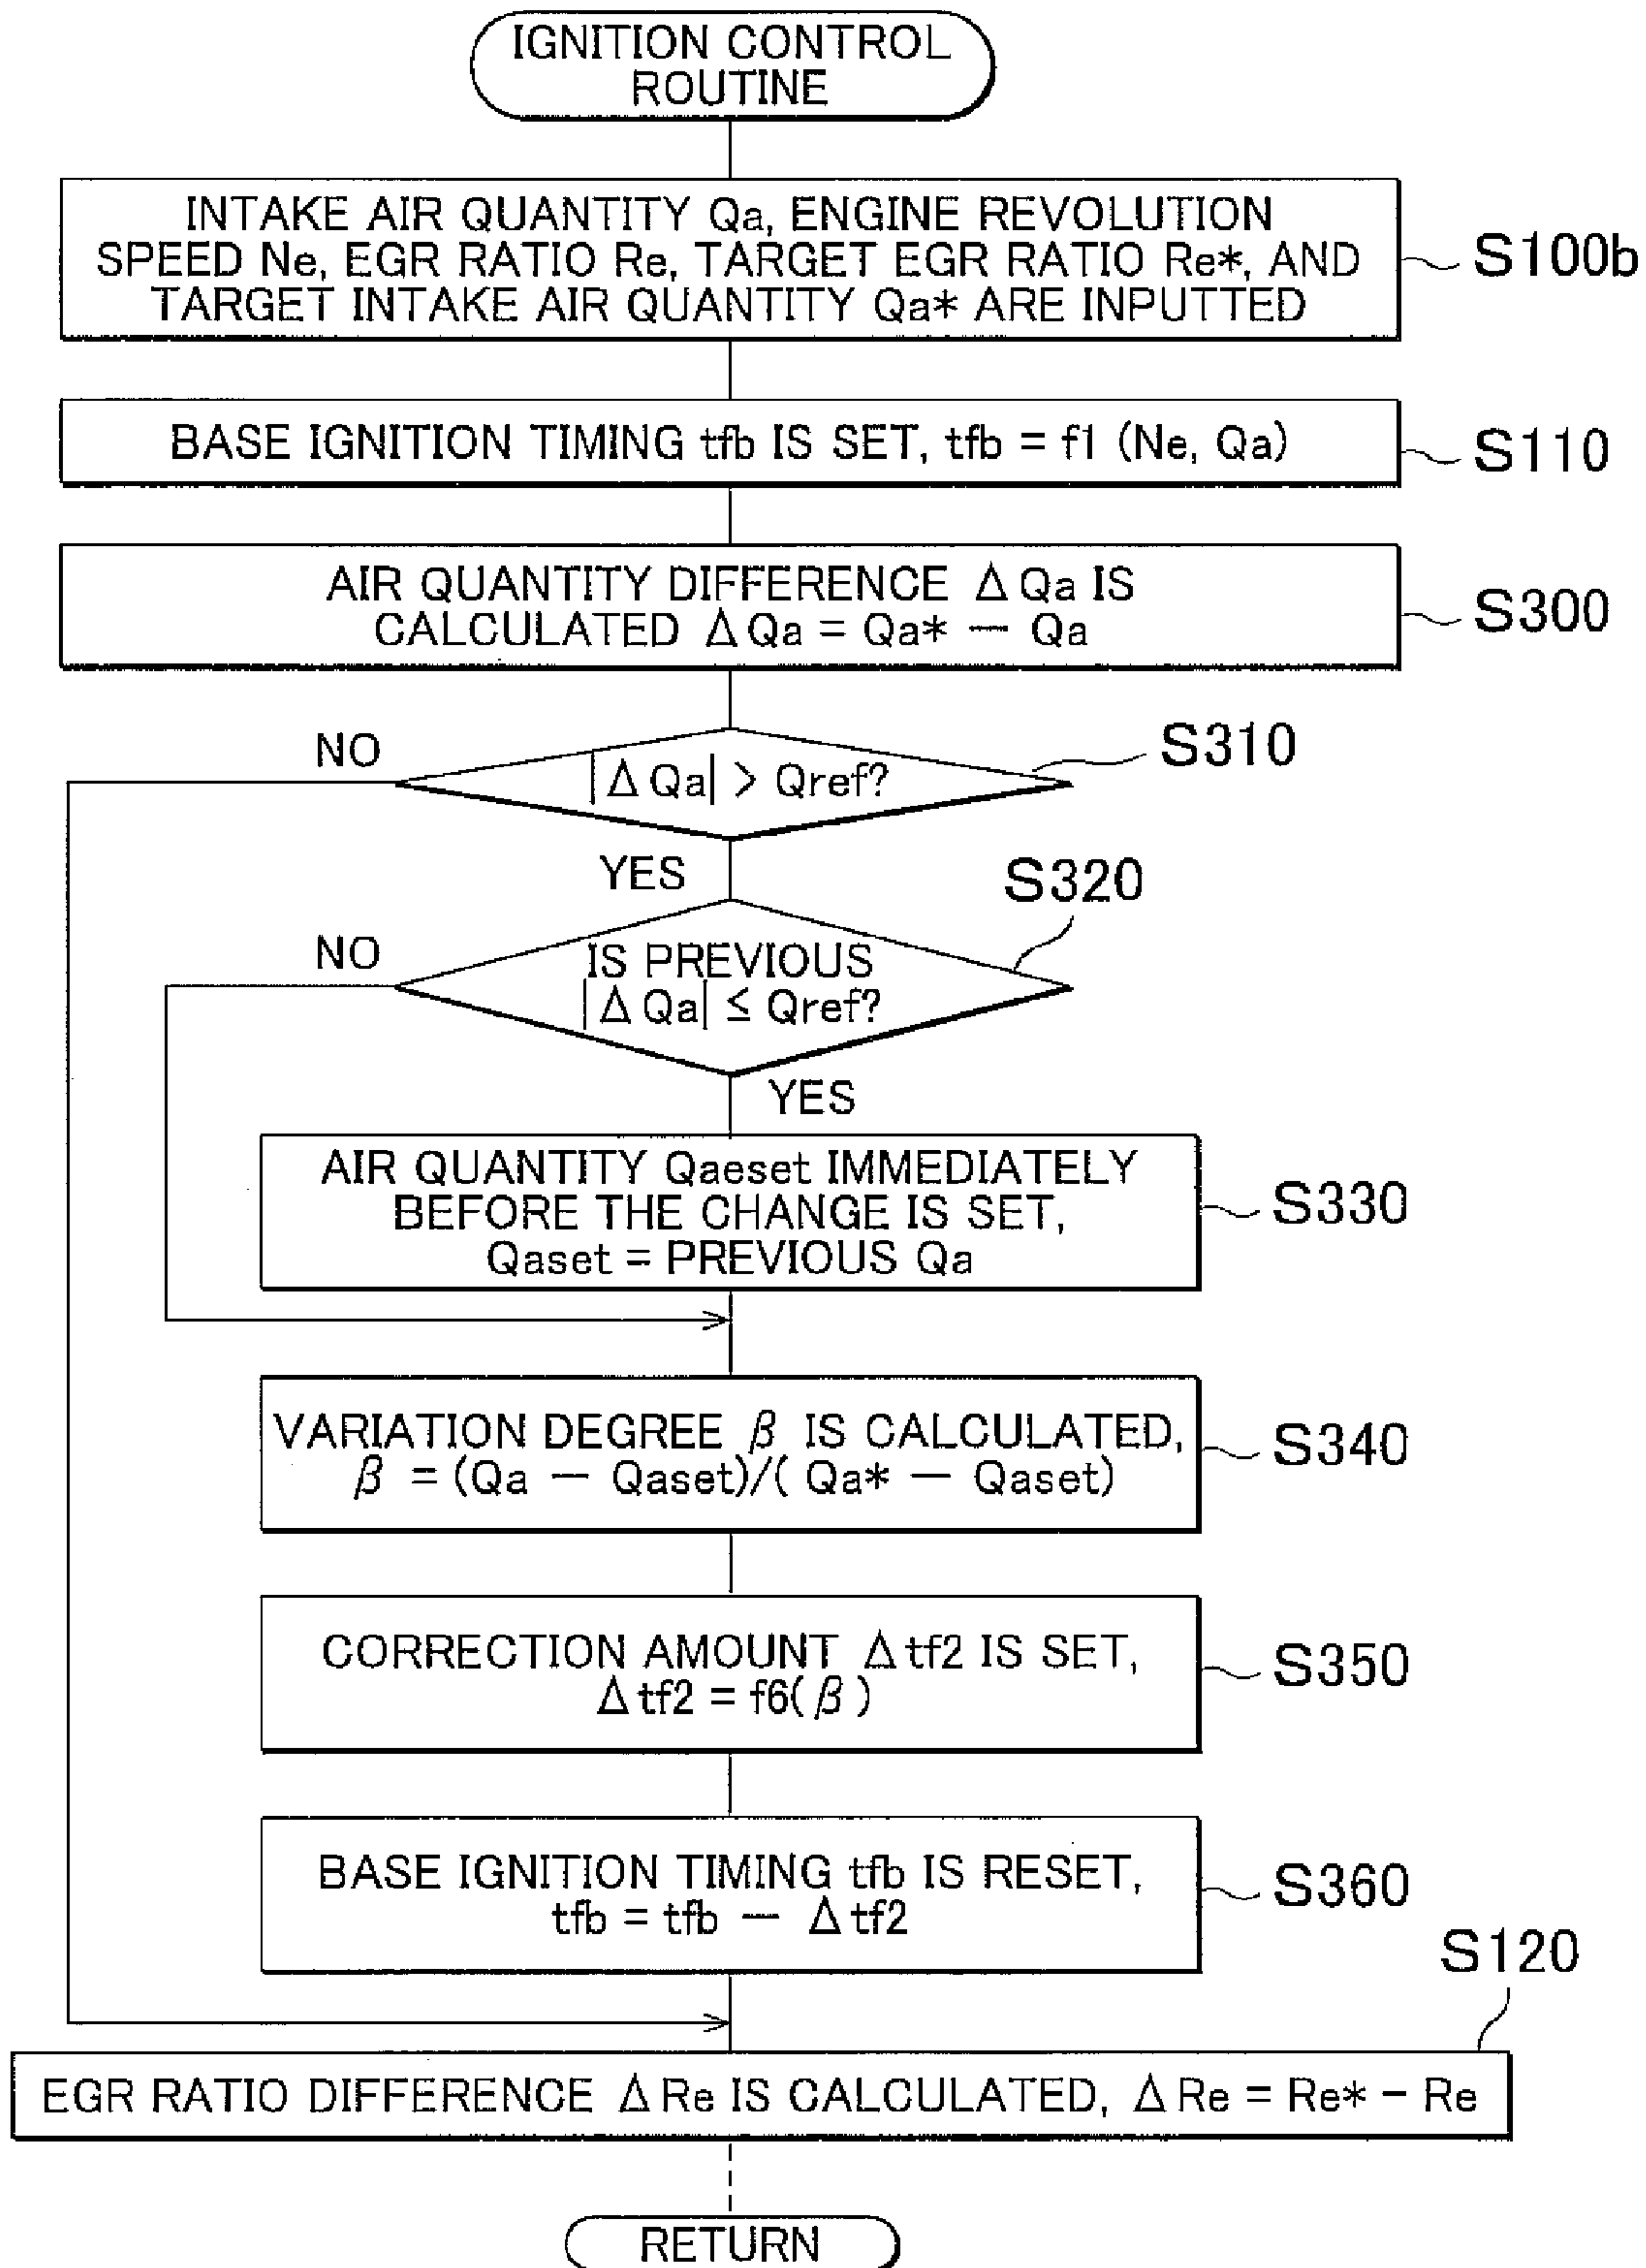 IGNITION CONTROL
ROUTINE
INTAKE AIR QUANTITY Qa, ENGINE REVOLUTION
SPEED Ne, EGR RATIO Re, TARGET EGR RATIO Re*, AND
TARGET INTAKE AIR QUANTITY Qa* ARE INPUTTED
S100b
BASE IGNITION TIMING tfb IS SET, tfb = f1 (Ne, Qa)
S110
AIR QUANTITY DIFFERENCE ΔQa IS
CALCULATED ΔQa = Qa* − Qa
S300
NO
|ΔQa| > Qref?
S310
YES
S320
NO
IS PREVIOUS
|ΔQa| ≤ Qref?
YES
AIR QUANTITY Qaeset IMMEDIATELY
BEFORE THE CHANGE IS SET,
Qaset = PREVIOUS Qa
S330
VARIATION DEGREE β IS CALCULATED,
β = (Qa − Qaset)/( Qa* − Qaset)
S340
CORRECTION AMOUNT Δtf2 IS SET,
Δtf2 = f6(β)
S350
BASE IGNITION TIMING tfb IS RESET,
tfb = tfb − Δtf2
S360
S120
EGR RATIO DIFFERENCE ΔRe IS CALCULATED, ΔRe = Re* - Re
RETURN